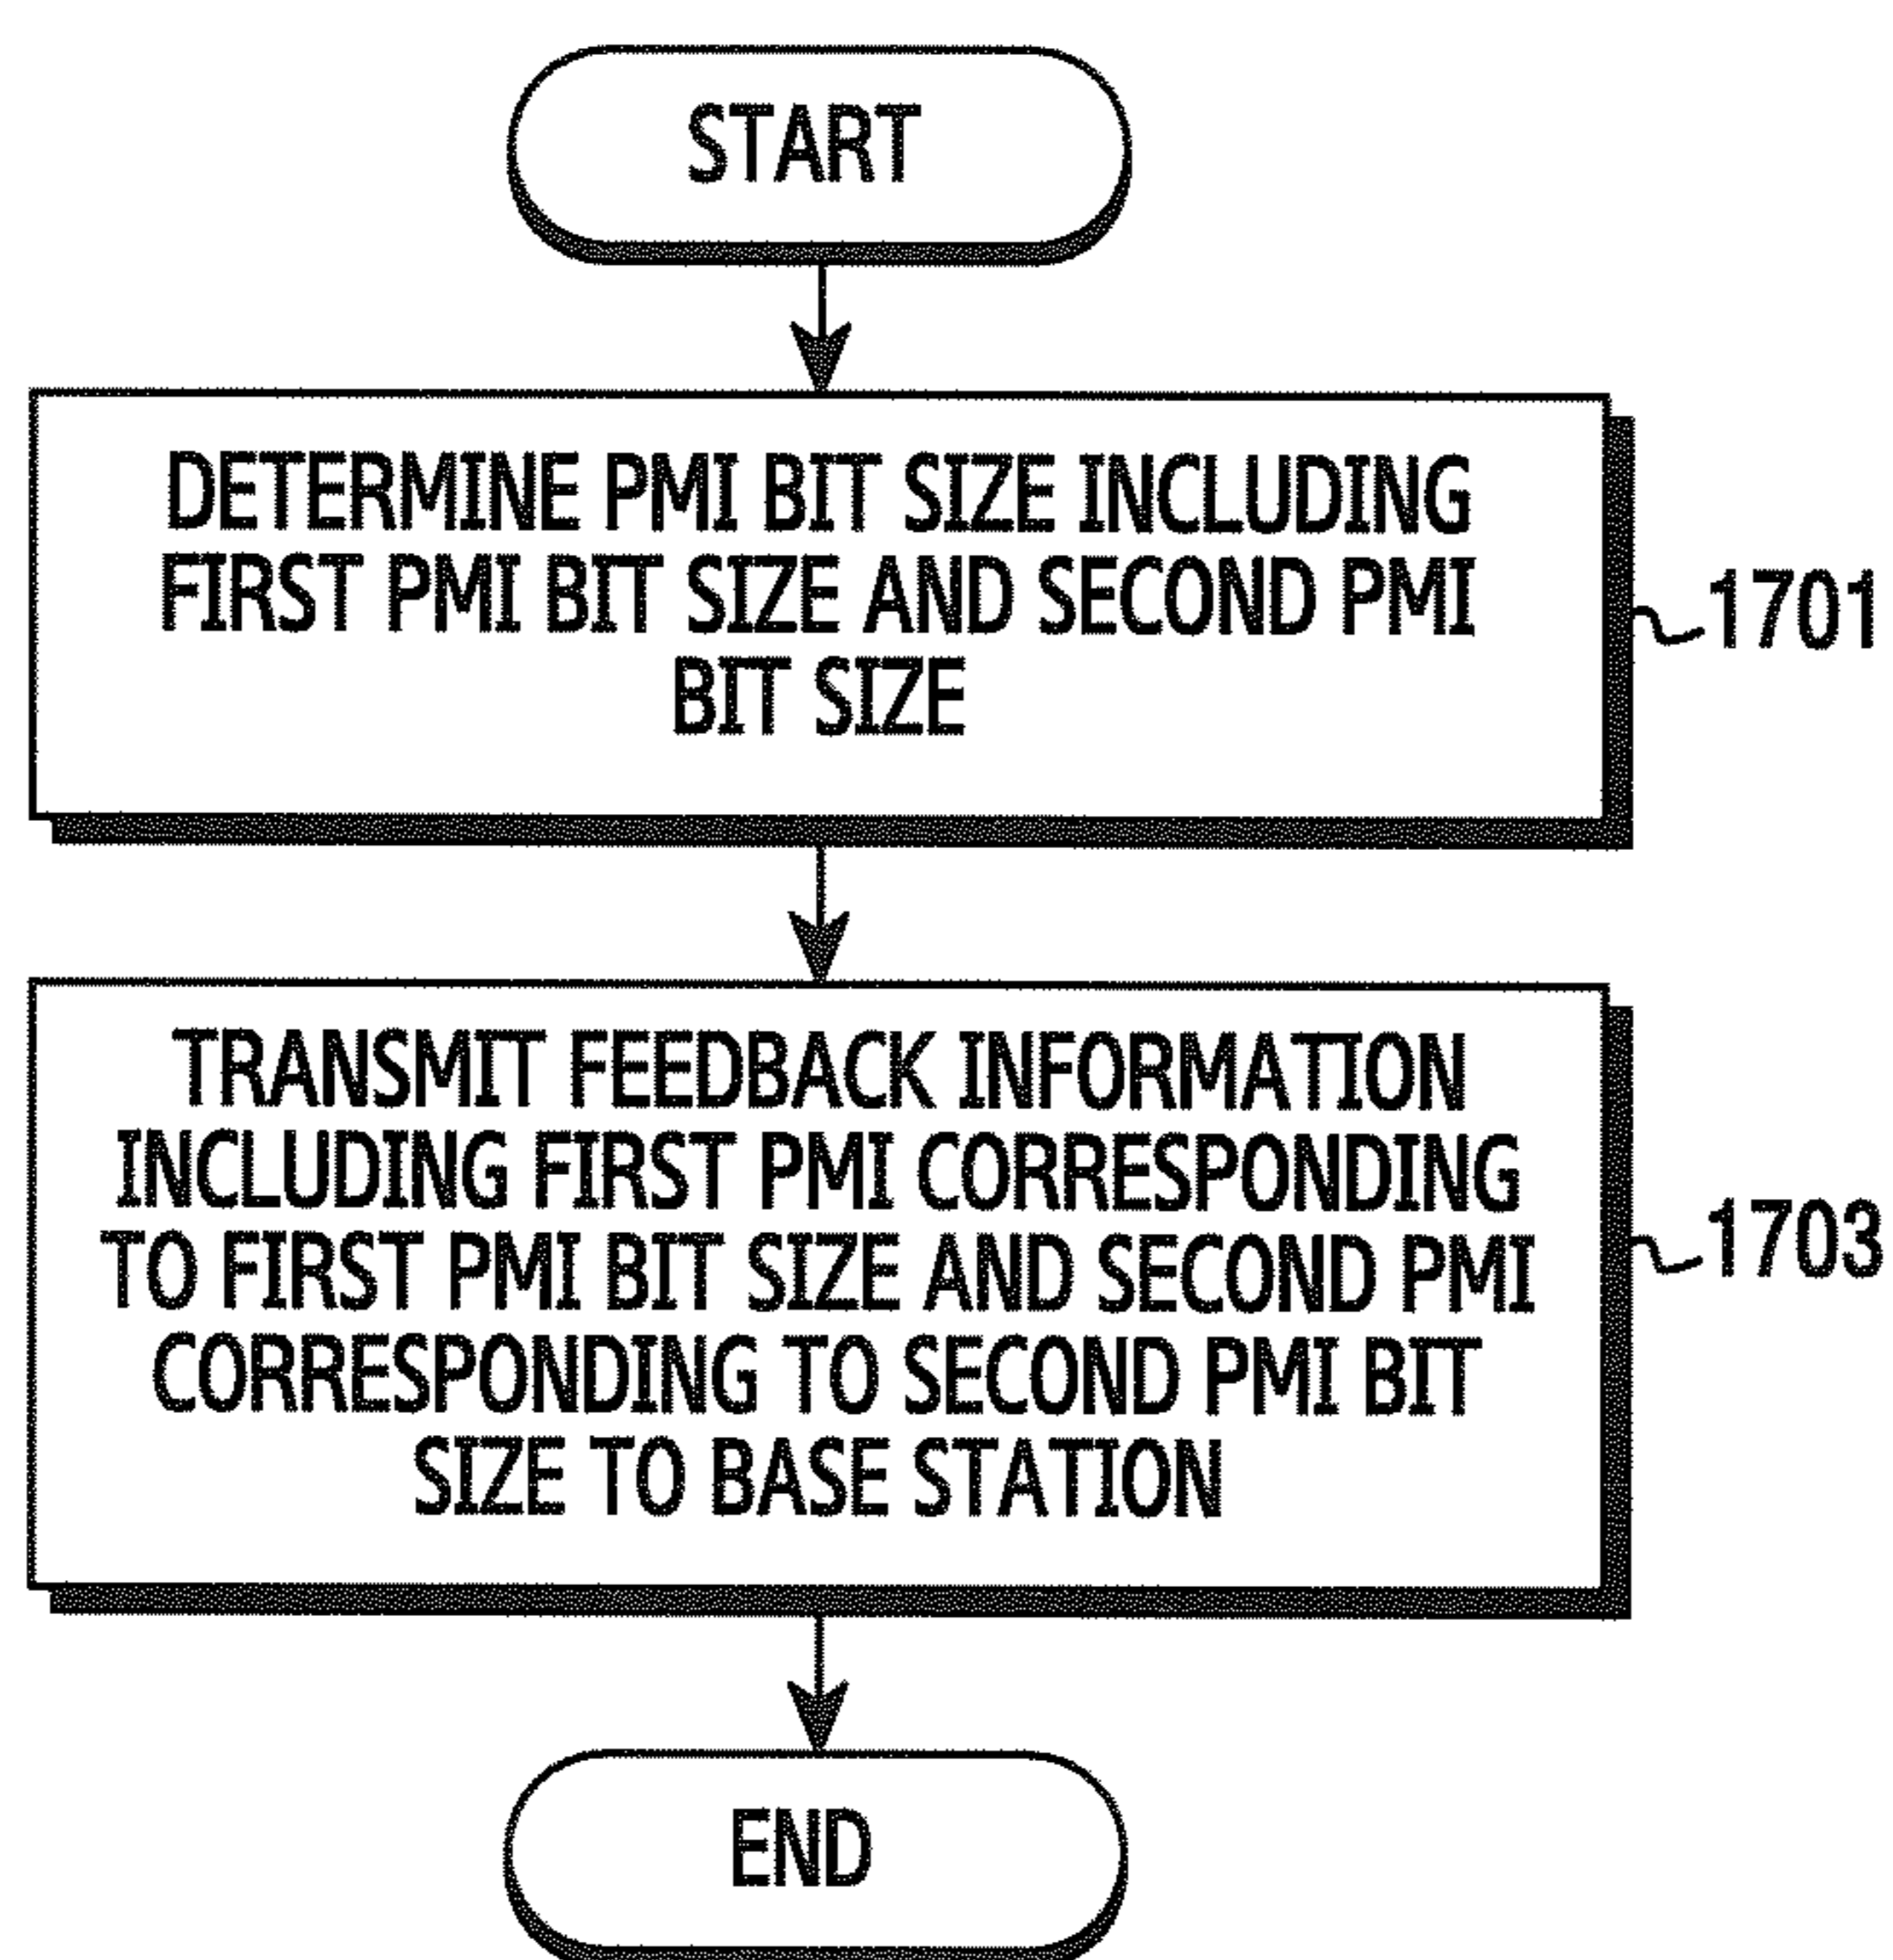 START
DETERMINE PMI BIT SIZE INCLUDING
FIRST PMI BIT SIZE AND SECOND PMI
BIT SIZE
1701
TRANSMIT FEEDBACK INFORMATION
INCLUDING FIRST PMI CORRESPONDING
TO FIRST PMI BIT SIZE AND SECOND PMI
CORRESPONDING TO SECOND PMI BIT
SIZE TO BASE STATION
1703
END